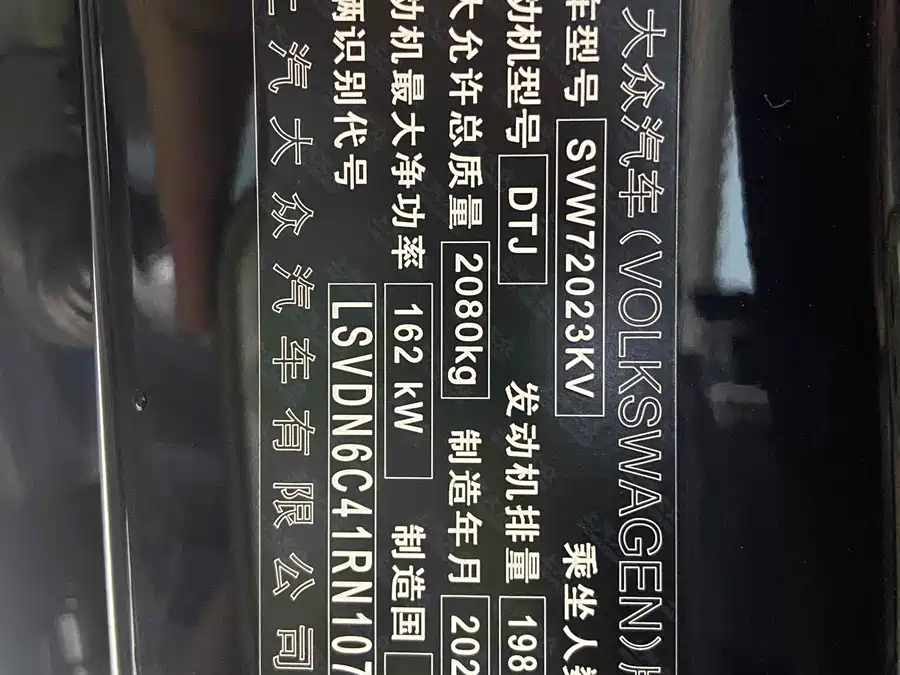 大众汽车(VOLKSWAGEN)
车型号 SVW72023KV 乘坐人数
动机型号 DTJ 发动机排量 198
大允许总质量 2080kg 制造年月 202
动机最大净功率 162 kW 制造国
辆识别代号 LSVDN6C41RN107
上汽大众汽车有限公司